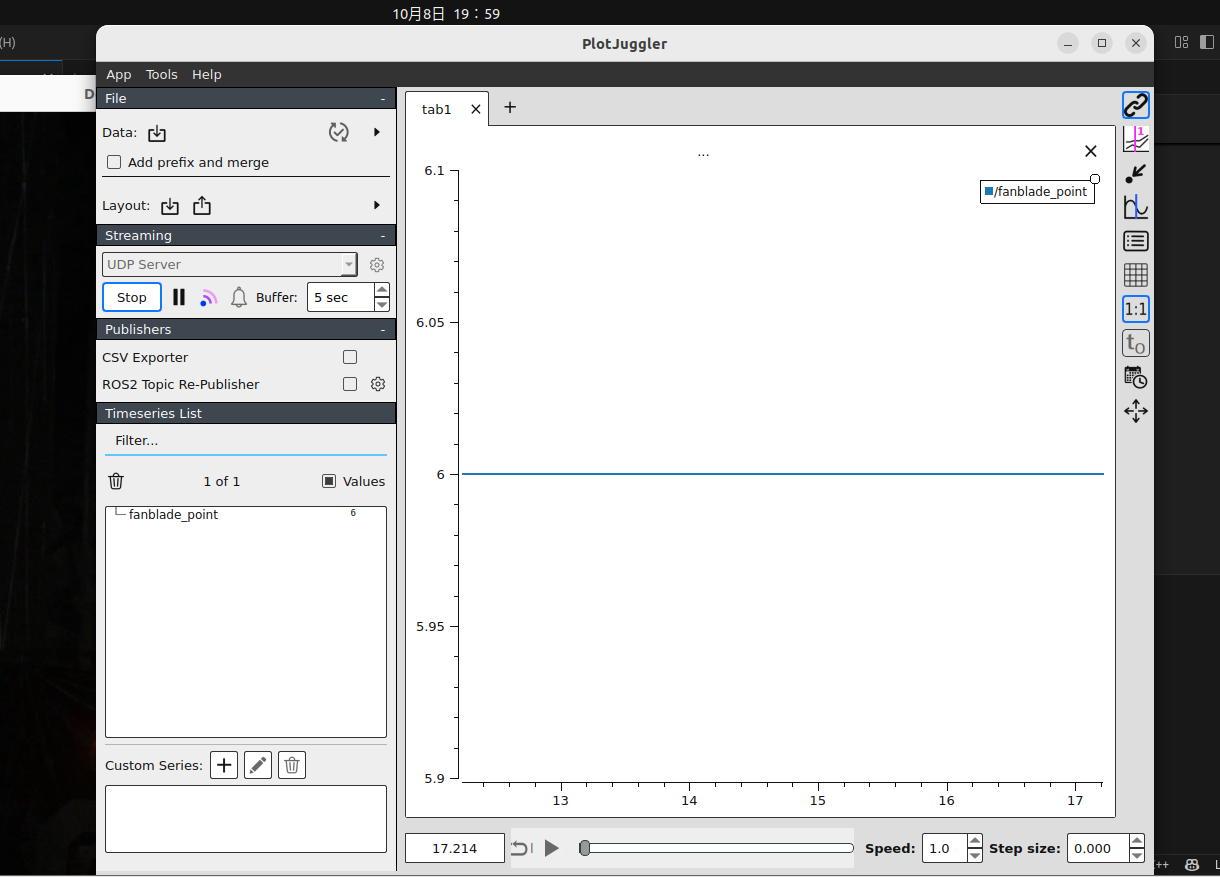 10月8日 19：59
(H)
PlotJuggler
App Tools Help
D
File -
tab1
Data:
Add prefix and merge
Layout:
Streaming -
UDP Server
Stop
Buffer: 5 sec
Publishers -
CSV Exporter
ROS2 Topic Re-Publisher
Timeseries List
Filter...
1 of 1 Values
fanblade_point 6
Custom Series:
...
/fanblade_point
6.1
6.05
6
5.95
5.9
13 14 15 16 17
1
1:1
t0
17.214 Speed: 1.0 Step size: 0.000
++ L